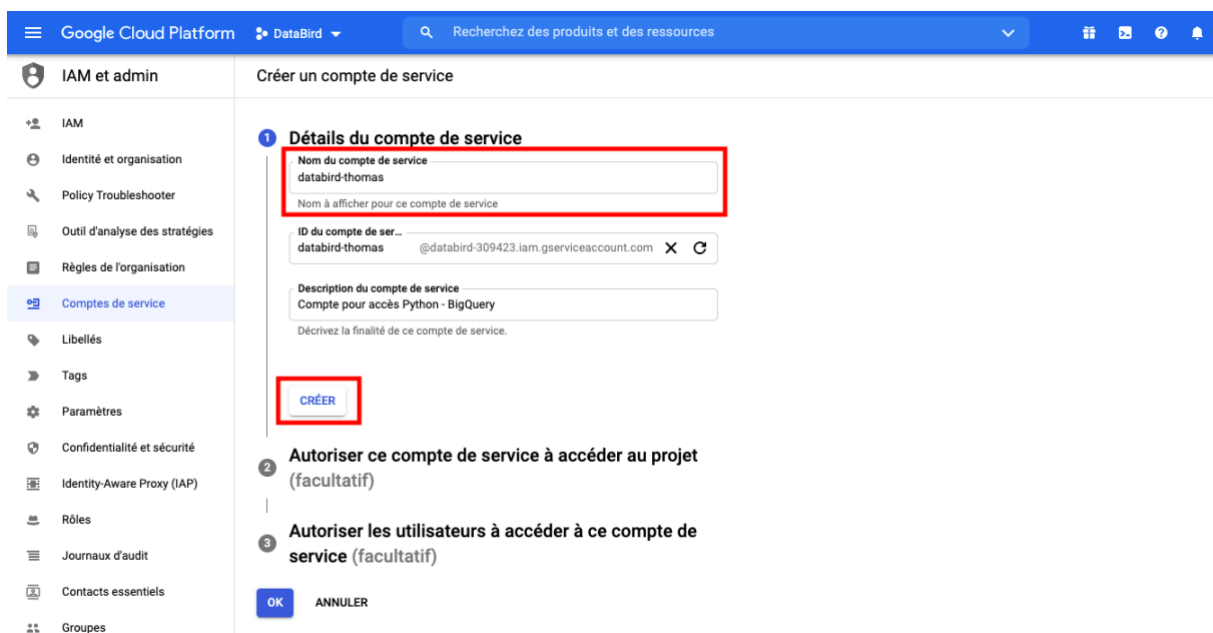 Google Cloud Platform
DataBird
Recherchez des produits et des ressources
IAM et admin
Créer un compte de service
IAM
Identité et organisation
Policy Troubleshooter
Outil d'analyse des stratégies
Règles de l'organisation
Comptes de service
Libellés
Tags
Paramètres
Confidentialité et sécurité
Identity-Aware Proxy (IAP)
Rôles
Journaux d'audit
Contacts essentiels
Groupes
1 Détails du compte de service
Nom du compte de service
databird-thomas
Nom à afficher pour ce compte de service
ID du compte de ser...
databird-thomas @databird-309423.iam.gserviceaccount.com
Description du compte de service
Compte pour accès Python - BigQuery
Décrivez la finalité de ce compte de service.
CRÉER
2 Autoriser ce compte de service à accéder au projet
(facultatif)
3 Autoriser les utilisateurs à accéder à ce compte de
service (facultatif)
OK ANNULER